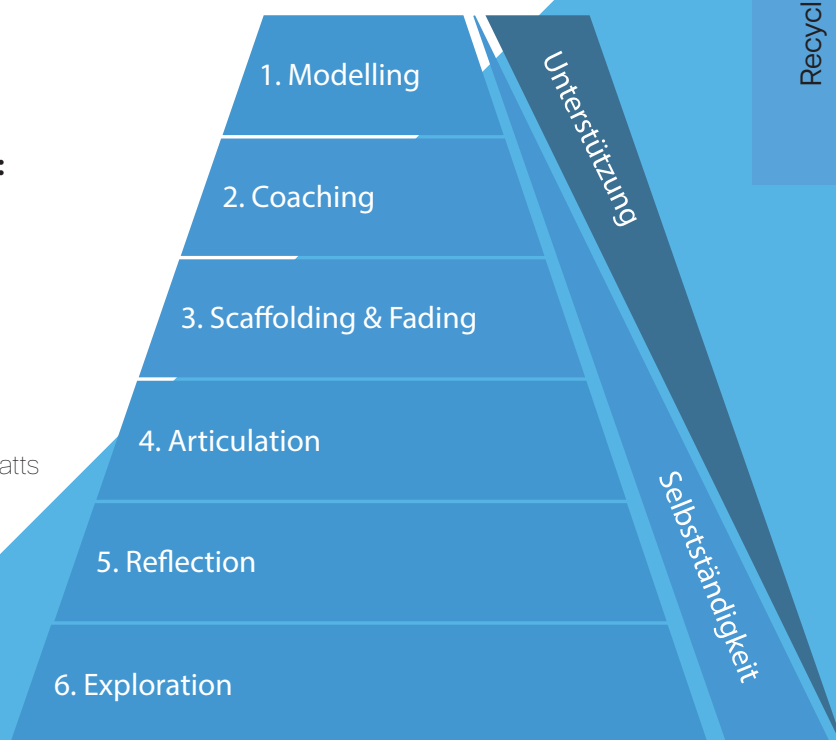 1. Modelling
2. Coaching
3. Scaffolding & Fading
4. Articulation
5. Reflection
6. Exploration
Unterstützung
Selbstständigkeit
Recycl
:
atts